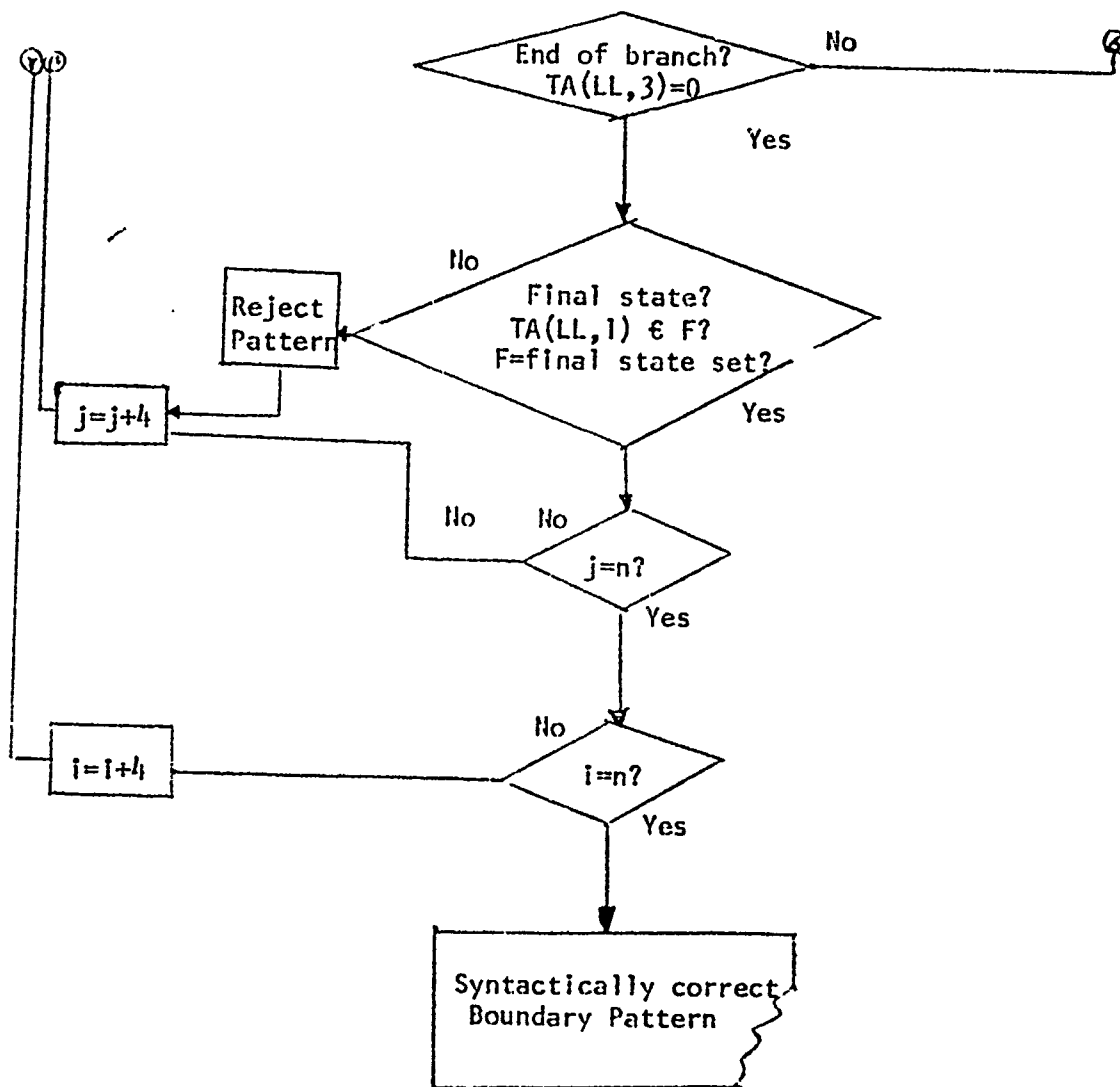 End of branch?
TA(LL,3)=0
No
Yes
No
Final state?
TA(LL,1) € F?
F=final state set?
Reject
Pattern
Yes
j=j+4
No
No
j=n?
Yes
No
i=i+4
i=n?
Yes
Syntactically correct
Boundary Pattern